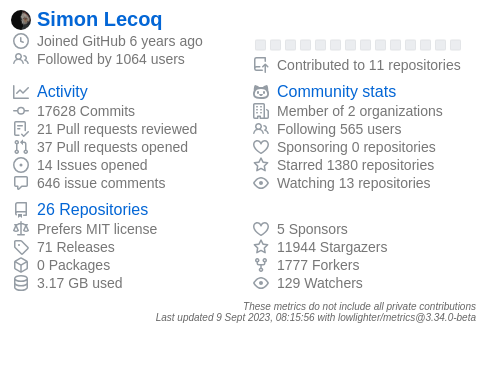 Simon Lecoq
Joined GitHub 6 years ago
Followed by 1064 users
Contributed to 11 repositories
Activity
17628 Commits
21 Pull requests reviewed
37 Pull requests opened
14 Issues opened
646 issue comments
Community stats
Member of 2 organizations
Following 565 users
Sponsoring 0 repositories
Starred 1380 repositories
Watching 13 repositories
26 Repositories
Prefers MIT license
71 Releases
0 Packages
3.17 GB used
5 Sponsors
11944 Stargazers
1777 Forkers
129 Watchers
These metrics do not include all private contributions
Last updated 9 Sept 2023, 08:15:56 with lowlighter/metrics@3.34.0-beta